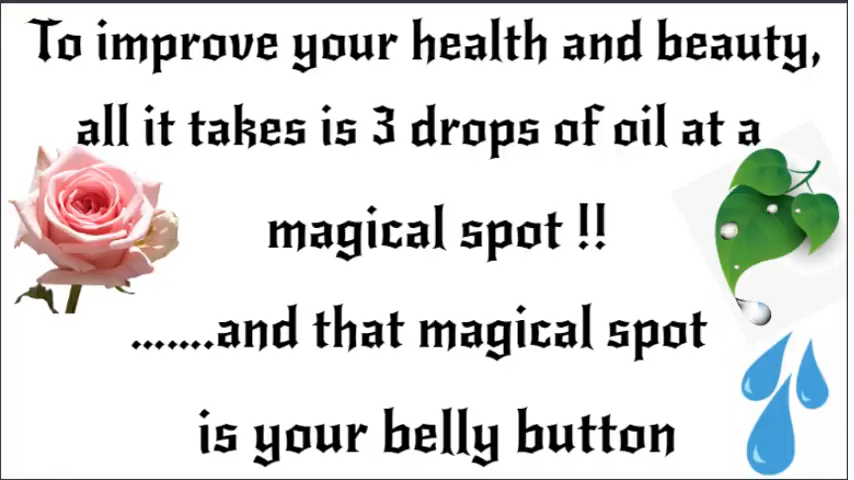 To improve your health and beauty,
all it takes is 3 drops of oil at a
magical spot !!
.......and that magical spot
is your belly button